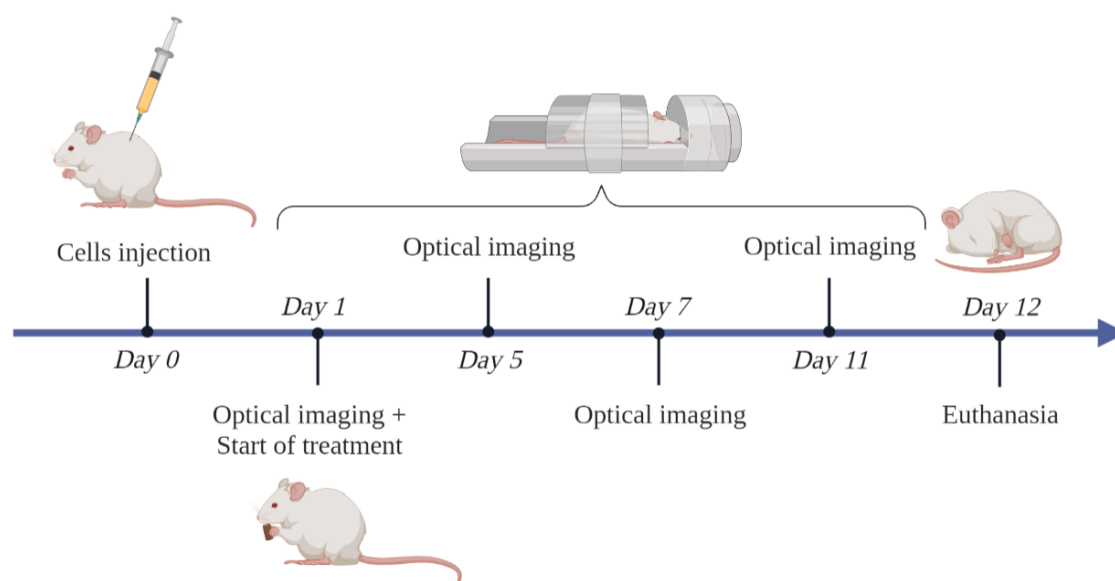 Cells injection
Optical imaging
Optical imaging
Day 1
Day 7
Day 12
Day 0
Day 5
Day 11
Optical imaging +
Start of treatment
Optical imaging
Euthanasia